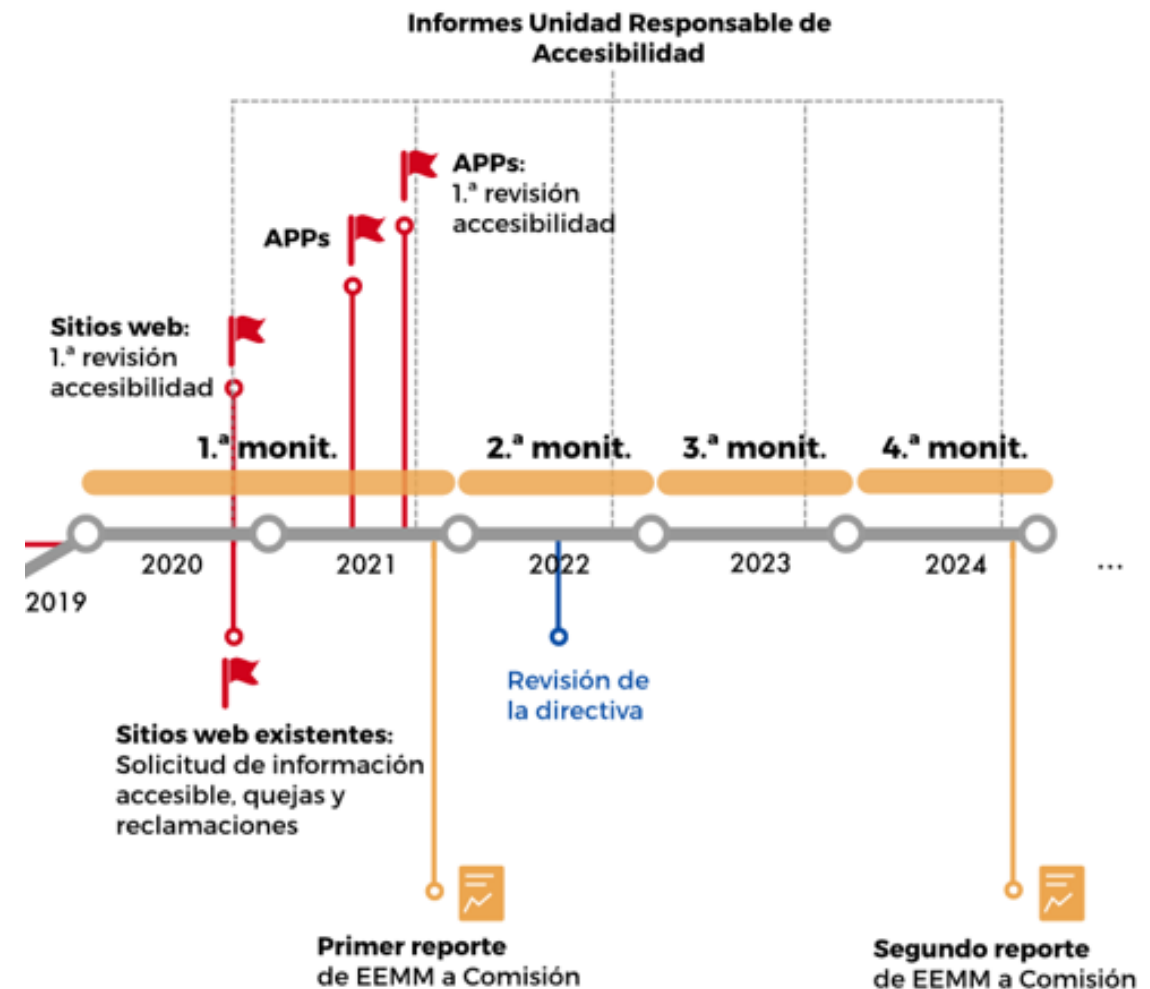 Informes Unidad Responsable de
Accesibilidad
APPs:
1.ª revisión
accesibilidad
APPs
Sitios web:
1.ª revisión
accesibilidad
1.ª monit.
2.ª monit.
3.ª monit.
4.ª monit.
2019
2020
2021
2022
2023
2024
...
Revisión de
la directiva
Sitios web existentes:
Solicitud de información
accesible, quejas y
reclamaciones
Primer reporte
de EEMM a Comisión
Segundo reporte
de EEMM a Comisión